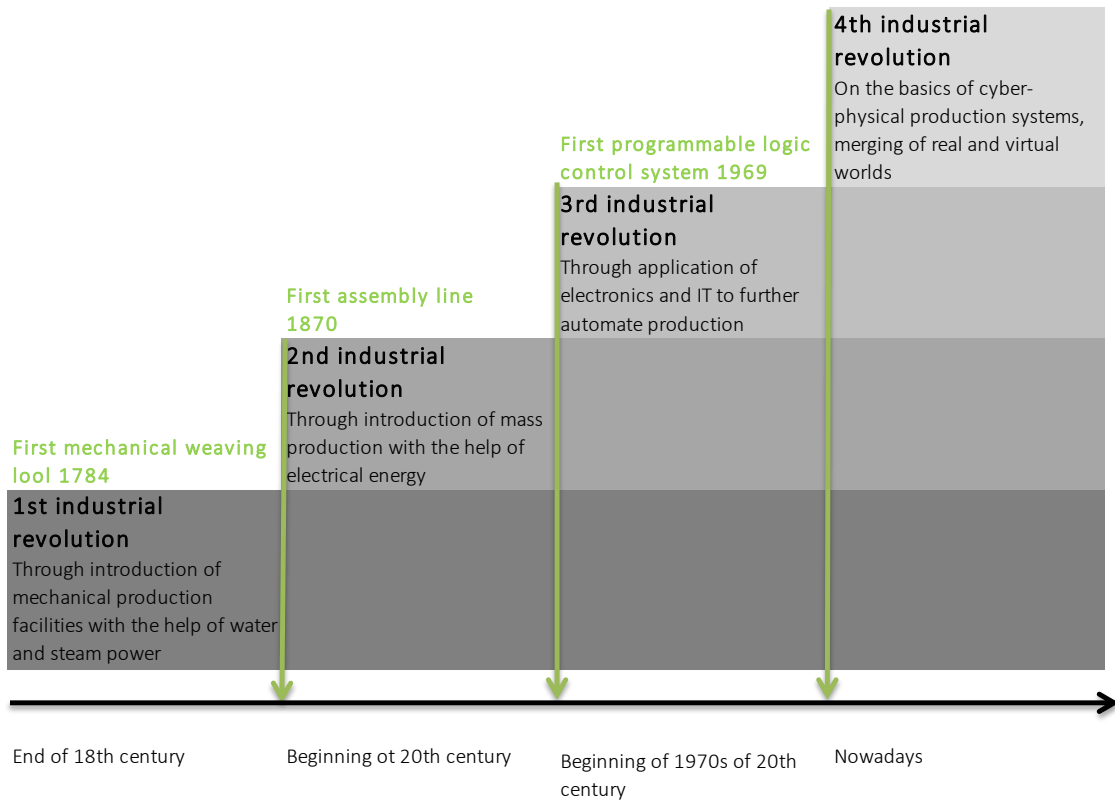 4th industrial
revolution
On the basics of cyber-
physical production systems,
merging of real and virtual
worlds
First programmable logic
control system 1969
3rd industrial
revolution
Through application of
electronics and IT to further
automate production
First assembly line
1870
2nd industrial
revolution
Through introduction of mass
production with the help of
electrical energy
First mechanical weaving
lool 1784
1st industrial
revolution
Through introduction of
mechanical production
facilities with the help of water
and steam power
End of 18th century
Beginning ot 20th century
Beginning of 1970s of 20th
century
Nowadays